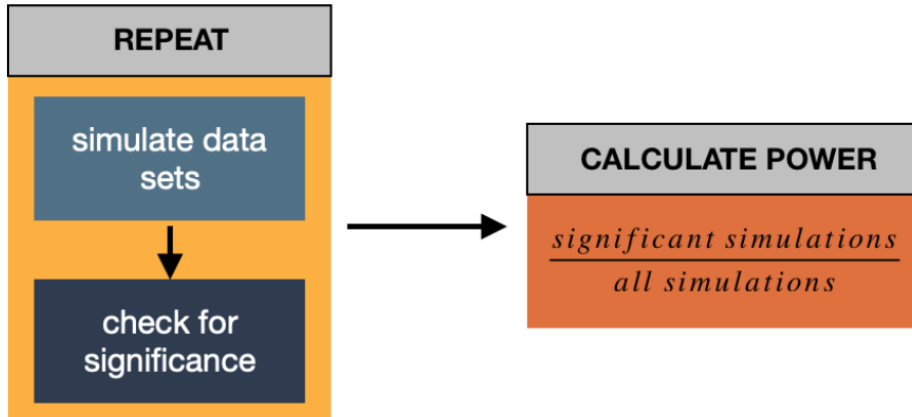 REPEAT
simulate data
sets
check for
significance
CALCULATE POWER
significant simulations
all simulations